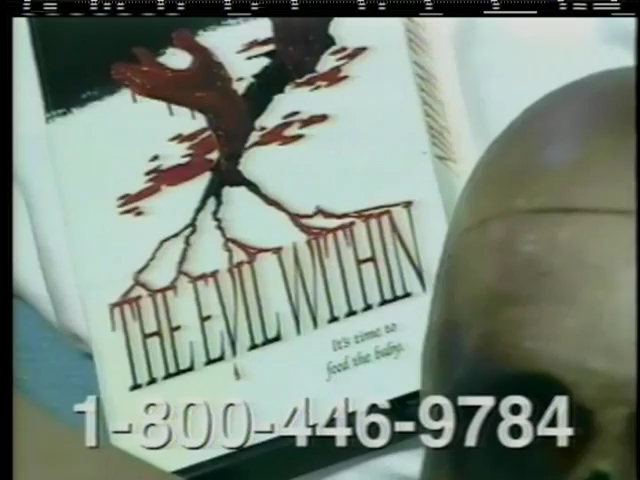 THE EVIL WITHIN
It's time to
feed the baby.
1-800-446-9784